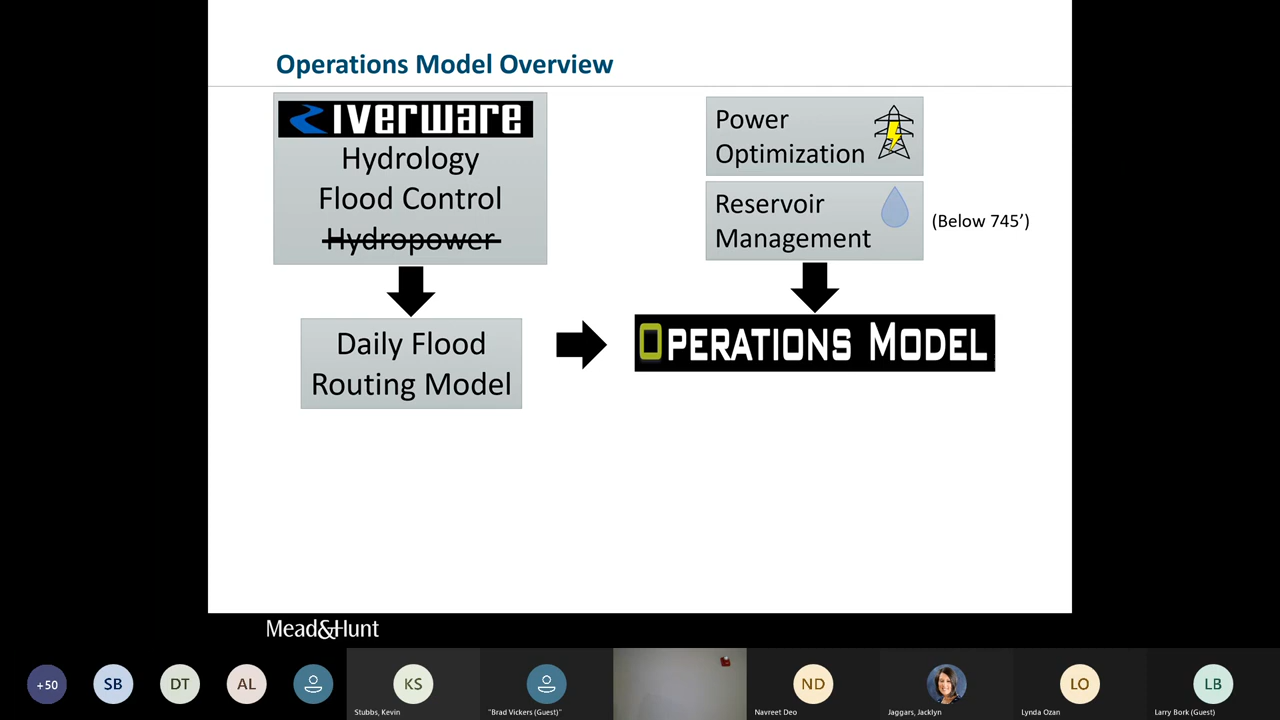 Operations Model Overview
RIVERWARE
Hydrology
Flood Control
Hydropower
Power
Optimization
Reservoir
Management
(Below 745’)
Daily Flood
Routing Model
OPERATIONS MODEL
Mead&Hunt
+50
SB
DT
AL
KS
ND
LO
LB
Stubbs, Kevin
"Brad Vickers (Guest)"
Navreet Deo
Jaggars, Jacklyn
Lynda Ozan
Larry Bork (Guest)